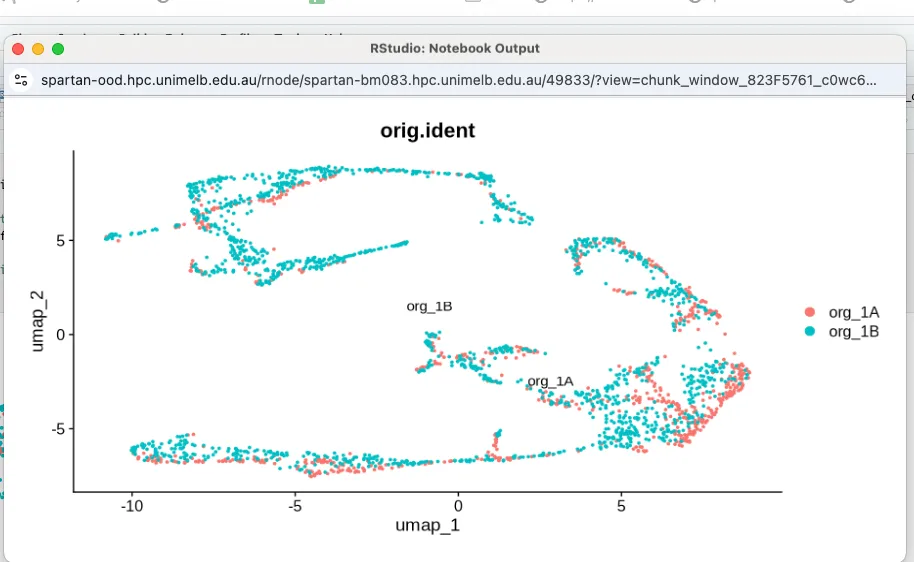 RStudio: Notebook Output
spartan-ood.hpc.unimelb.edu.au/rnode/spartan-bm083.hpc.unimelb.edu.au/49833/?view=chunk_window_823F5761_c0wc6...
orig.ident
umap_2
5
0
-5
org_1B
org_1A
org_1A
org_1B
-10
-5
0
5
umap_1